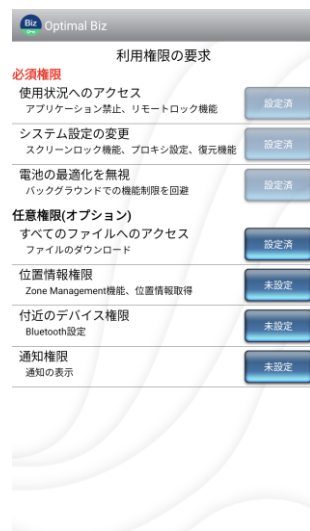 Biz
Optimal Biz
利用権限の要求
必須権限
使用状況へのアクセス
アプリケーション禁止、リモートロック機能
設定済
システム設定の変更
スクリーンロック機能、プロキシ設定、復元機能
設定済
電池の最適化を無視
バックグラウンドでの機能制限を回避
設定済
任意権限(オプション)
すべてのファイルへのアクセス
ファイルのダウンロード
設定済
位置情報権限
Zone Management機能、位置情報取得
未設定
付近のデバイス権限
Bluetooth設定
未設定
通知権限
通知の表示
未設定